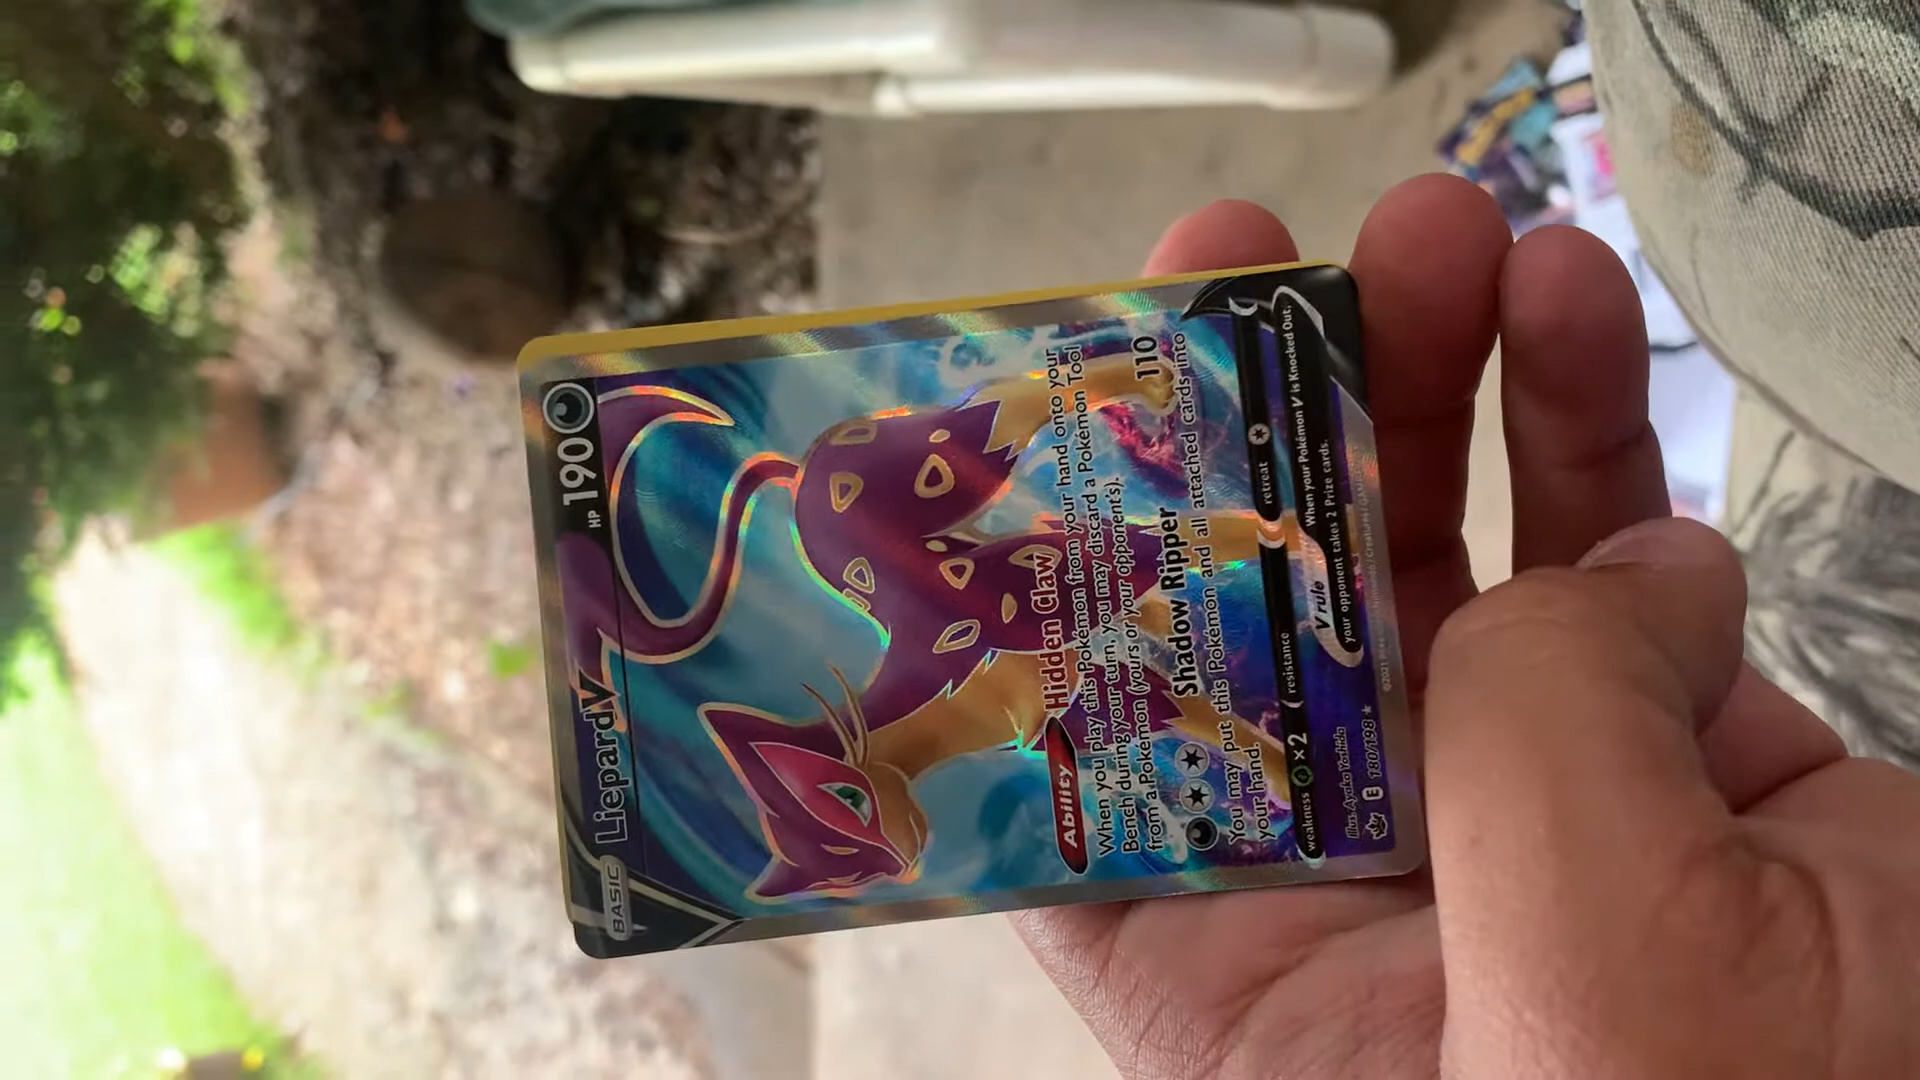 BASIC LiepardV HP 190
Ability Hidden Claw
When you play this Pokémon from your hand onto your
Bench during your turn, you may discard a Pokémon Tool
from a Pokémon (yours or your opponent's).
Shadow Ripper 110
You may put this Pokémon and all attached cards into
your hand.
weakness ×2 resistance retreat
V rule When your Pokémon V is Knocked Out,
your opponent takes 2 Prize cards.
Illus. Ayako Yoshida
E 180/198 ★